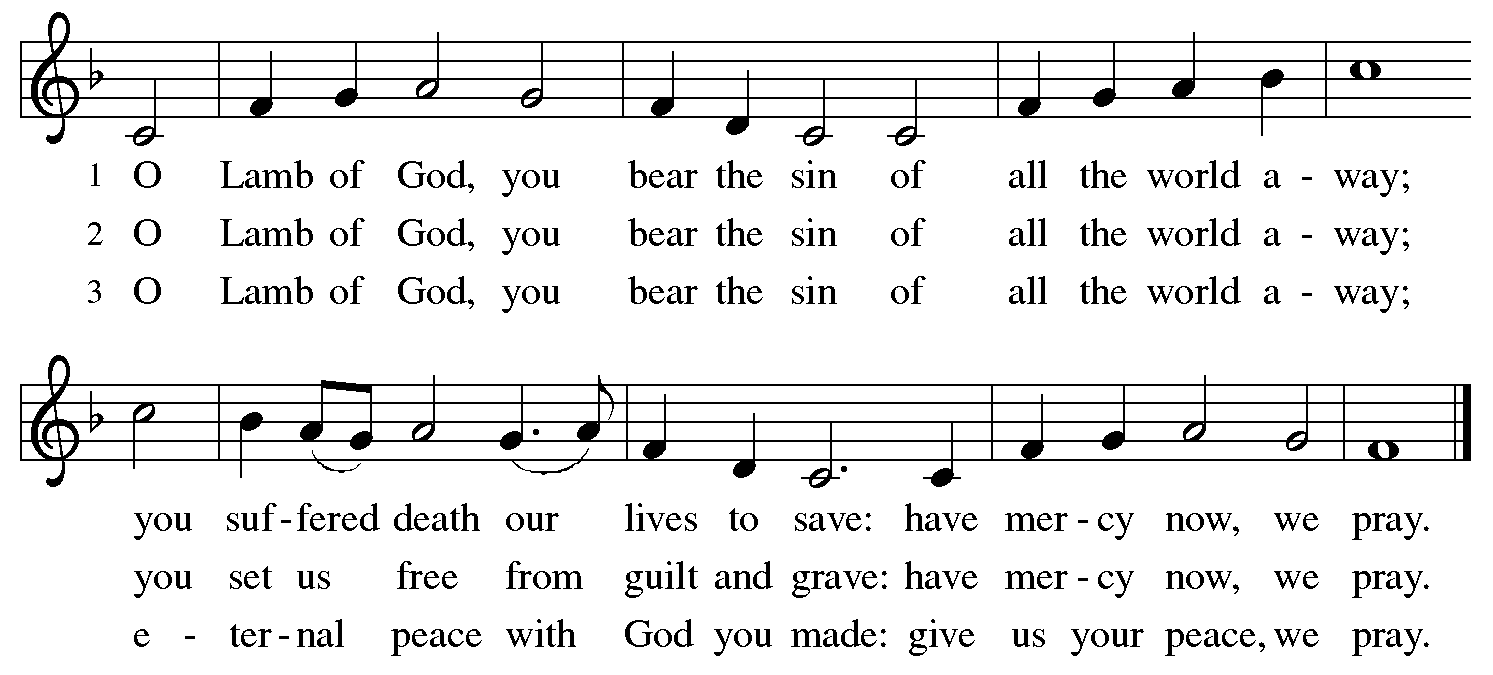 1 O Lamb of God, you bear the sin of all the world a - way;
2 O Lamb of God, you bear the sin of all the world a - way;
3 O Lamb of God, you bear the sin of all the world a - way;
you suf - fered death our lives to save: have mer - cy now, we pray.
you set us free from guilt and grave: have mer - cy now, we pray.
e - ter - nal peace with God you made: give us your peace, we pray.